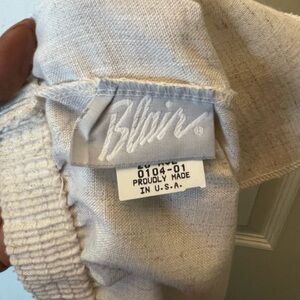 Blair®
0104-01
PROUDLY MADE
IN U.S.A.